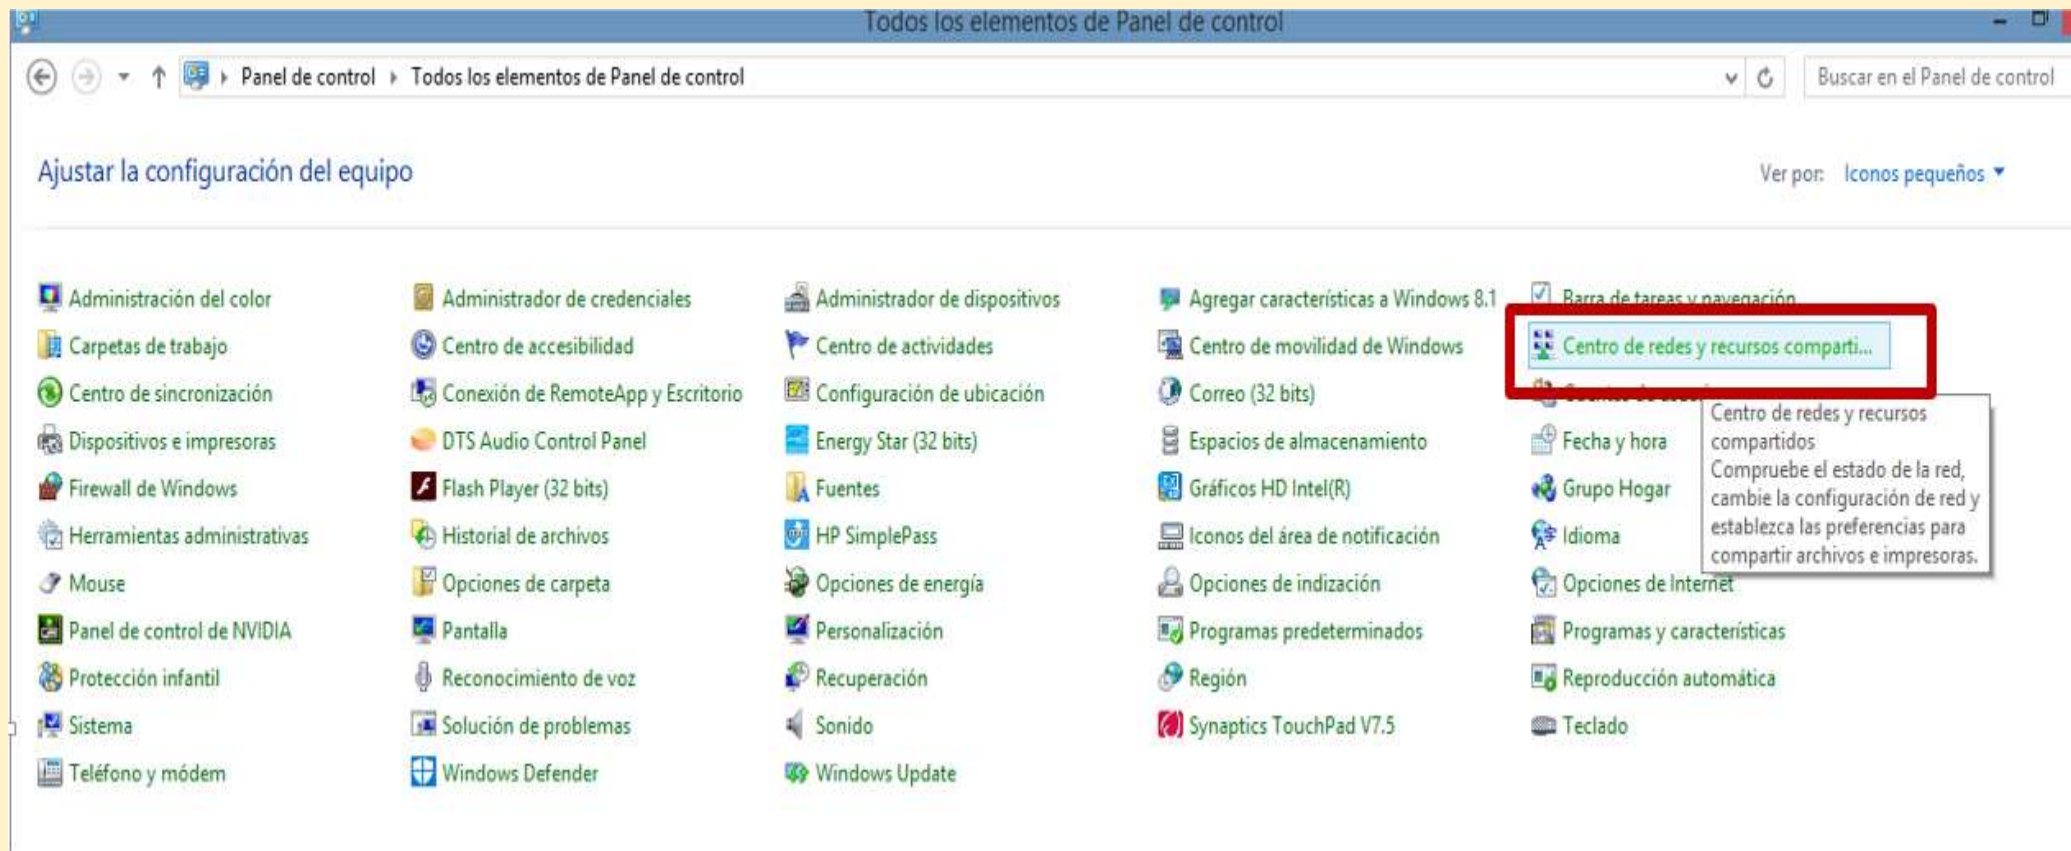 Todos los elementos de Panel de control
Panel de control Todos los elementos de Panel de control
Buscar en el Panel de control
Ajustar la configuración del equipo
Ver por: Iconos pequeños
Administración del color
Administrador de credenciales
Administrador de dispositivos
Agregar características a Windows 8.1
Barra de tareas y navegación
Carpetas de trabajo
Centro de accesibilidad
Centro de actividades
Centro de movilidad de Windows
Centro de redes y recursos comparti...
Centro de sincronización
Conexión de RemoteApp y Escritorio
Configuración de ubicación
Correo (32 bits)
Centro de redes y recursos
compartidos
Compruebe el estado de la red,
cambie la configuración de red y
establezca las preferencias para
compartir archivos e impresoras.
Dispositivos e impresoras
DTS Audio Control Panel
Energy Star (32 bits)
Espacios de almacenamiento
Fecha y hora
Firewall de Windows
Flash Player (32 bits)
Fuentes
Gráficos HD Intel(R)
Grupo Hogar
Herramientas administrativas
Historial de archivos
HP SimplePass
Iconos del área de notificación
Idioma
Mouse
Opciones de carpeta
Opciones de energía
Opciones de indización
Opciones de Internet
Panel de control de NVIDIA
Pantalla
Personalización
Programas predeterminados
Programas y características
Protección infantil
Reconocimiento de voz
Recuperación
Región
Reproducción automática
Sistema
Solución de problemas
Sonido
Synaptics TouchPad V7.5
Teclado
Teléfono y módem
Windows Defender
Windows Update